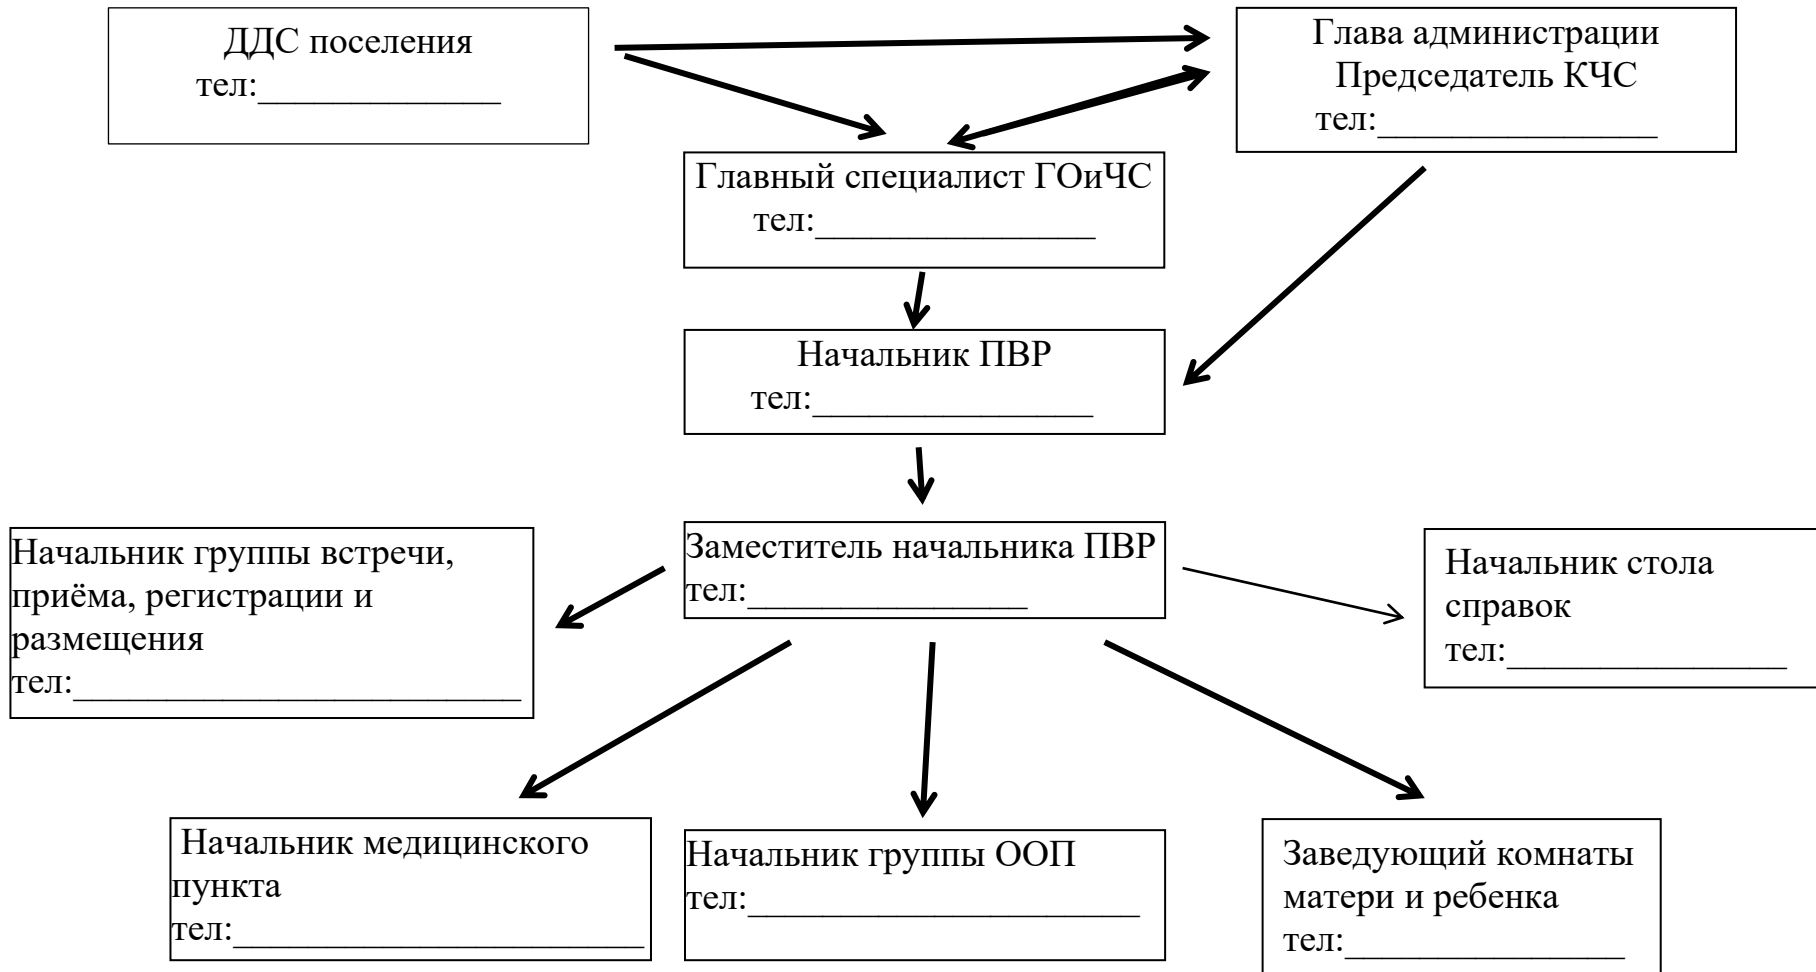 ДДС поселения
тел:_____________
Глава администрации
Председатель КЧС
тел:_______________
Главный специалист ГОиЧС
тел:_______________
Начальник ПВР
тел:_______________
Начальник группы встречи,
приёма, регистрации и
размещения
тел:________________________
Заместитель начальника ПВР
тел:_______________
Начальник стола
справок
тел:_______________
Начальник медицинского
пункта
тел:______________________
Начальник группы ООП
тел:_____________________
Заведующий комнаты
матери и ребенка
тел:_______________